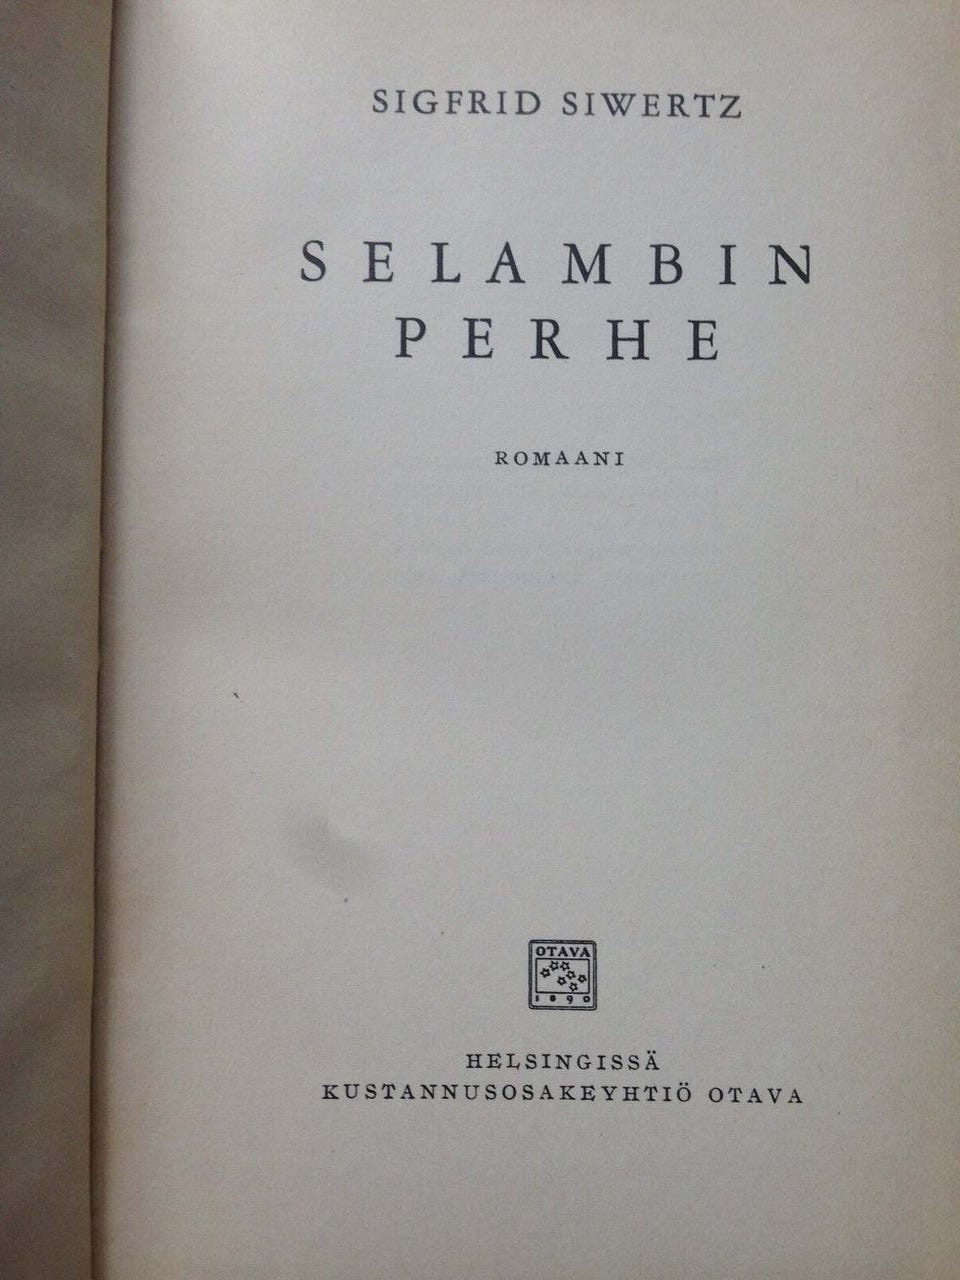 SIGFRID SIWERTZ
SELAMBIN
PERHE
ROMAANI
OTAVA
1890
HELSINGISSÄ
KUSTANNUSOSAKEYHTIÖ OTAVA